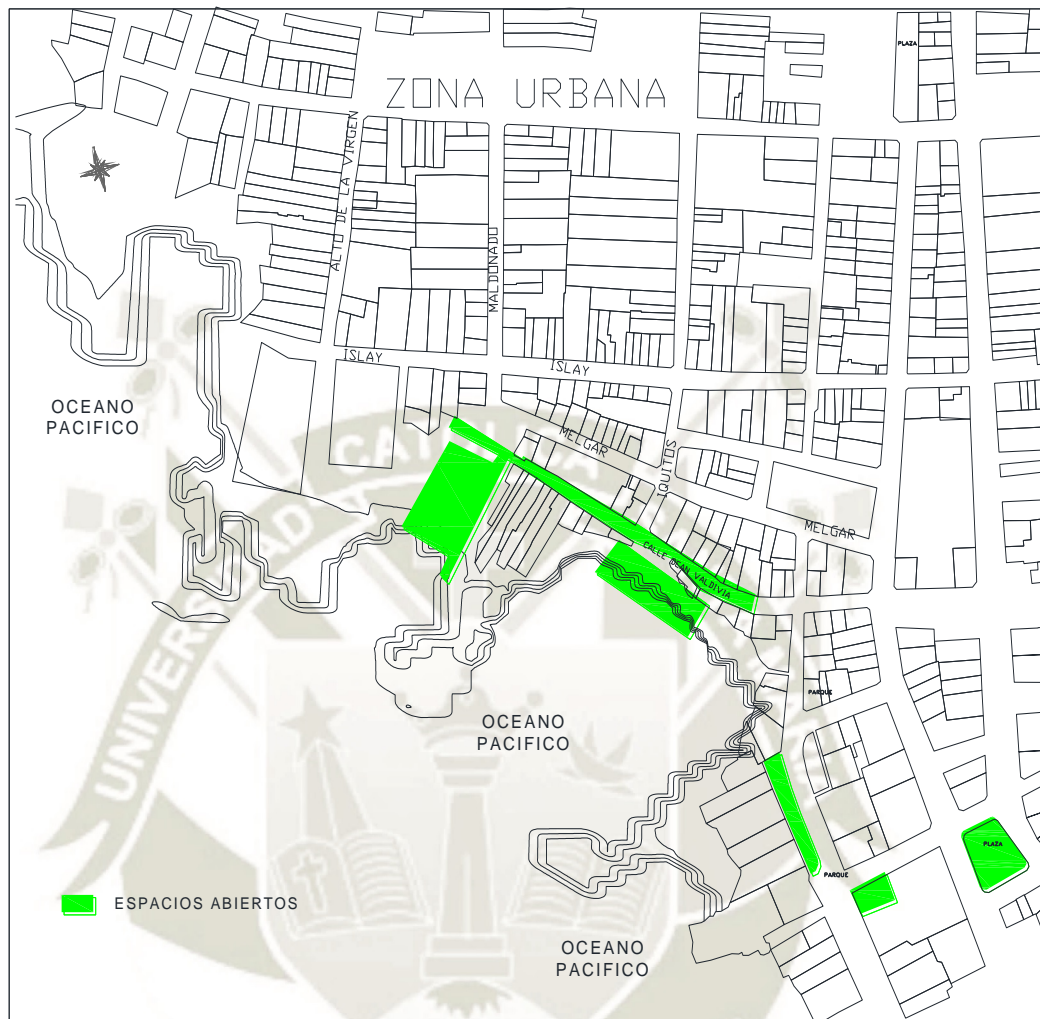 PLAZA
ZONA URBANA
ALTO DE LA VIRGEN
MALDONADO
ISLAY
ISLAY
OCEANO
PACIFICO
MELGAR
IQUITOS
MELGAR
CALLE DEAN VALDIVIA
PARQUE
OCEANO
PACIFICO
PLAZA
PARQUE
ESPACIOS ABIERTOS
OCEANO
PACIFICO
UNIVERSIDAD